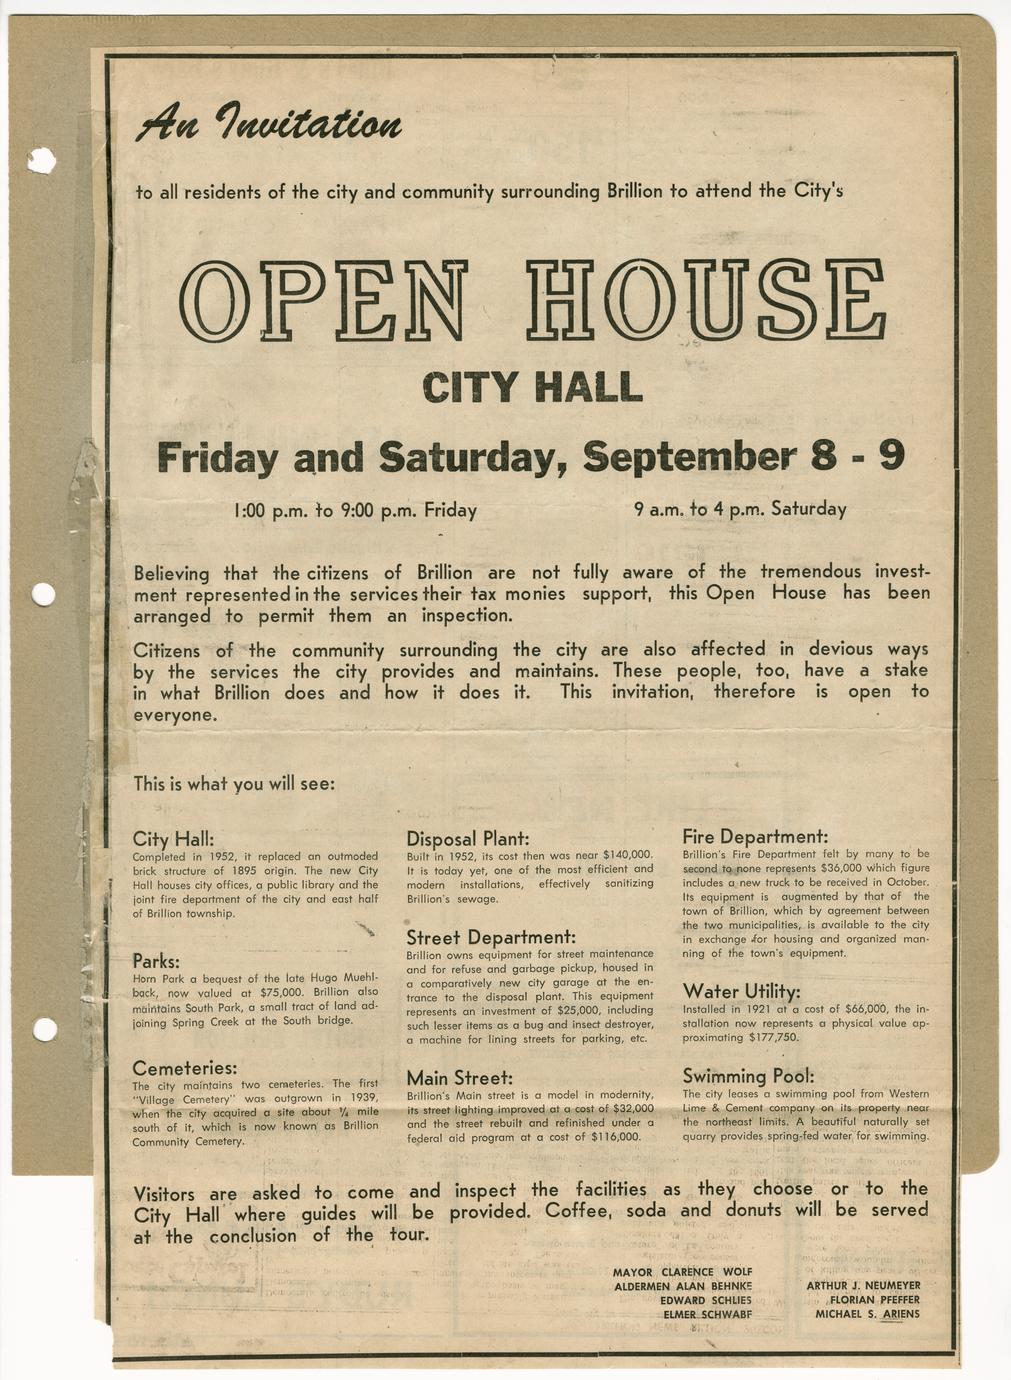 An Invitation
to all residents of the city and community surrounding Brillion to attend the City's
OPEN HOUSE
CITY HALL
Friday and Saturday, September 8 - 9
1:00 p.m. to 9:00 p.m. Friday
9 a.m. to 4 p.m. Saturday
Believing that the citizens of Brillion are not fully aware of the tremendous invest-
ment represented in the services their tax monies support, this Open House has been
arranged to permit them an inspection.
Citizens of the community surrounding the city are also affected in devious ways
by the services the city provides and maintains. These people, too, have a stake
in what Brillion does and how it does it. This invitation, therefore is open to
everyone.
This is what you will see:
City Hall:
Completed in 1952, it replaced an outmoded
brick structure of 1895 origin. The new City
Hall houses city offices, a public library and the
joint fire department of the city and east half
of Brillion township.
Parks:
Horn Park a bequest of the late Hugo Muehl-
back, now valued at $75,000. Brillion also
maintains South Park, a small tract of land ad-
joining Spring Creek at the South bridge.
Cemeteries:
The city maintains two cemeteries. The first
"Village Cemetery" was outgrown in 1939,
when the city acquired a site about ¼ mile
south of it, which is now known as Brillion
Community Cemetery.
Disposal Plant:
Built in 1952, its cost then was near $140,000.
It is today yet, one of the most efficient and
modern installations, effectively sanitizing
Brillion's sewage.
Street Department:
Brillion owns equipment for street maintenance
and for refuse and garbage pickup, housed in
a comparatively new city garage at the en-
trance to the disposal plant. This equipment
represents an investment of $25,000, including
such lesser items as a bug and insect destroyer,
a machine for lining streets for parking, etc.
Main Street:
Brillion's Main street is a model in modernity,
its street lighting improved at a cost of $32,000
and the street rebuilt and refinished under a
federal aid program at a cost of $116,000.
Fire Department:
Brillion's Fire Department felt by many to be
second to none represents $36,000 which figure
includes a new truck to be received in October.
Its equipment is augmented by that of the
town of Brillion, which by agreement between
the two municipalities, is available to the city
in exchange for housing and organized man-
ning of the town's equipment.
Water Utility:
Installed in 1921 at a cost of $66,000, the in-
stallation now represents a physical value ap-
proximating $177,750.
Swimming Pool:
The city leases a swimming pool from Western
Lime & Cement company on its property near
the northeast limits. A beautiful naturally set
quarry provides spring-fed water for swimming.
Visitors are asked to come and inspect the facilities as they choose or to the
City Hall where guides will be provided. Coffee, soda and donuts will be served
at the conclusion of the tour.
MAYOR CLARENCE WOLF
ALDERMEN ALAN BEHNKE
EDWARD SCHLIES
ELMER SCHWABE
ARTHUR J. NEUMEYER
FLORIAN PFEFFER
MICHAEL S. ARIENS